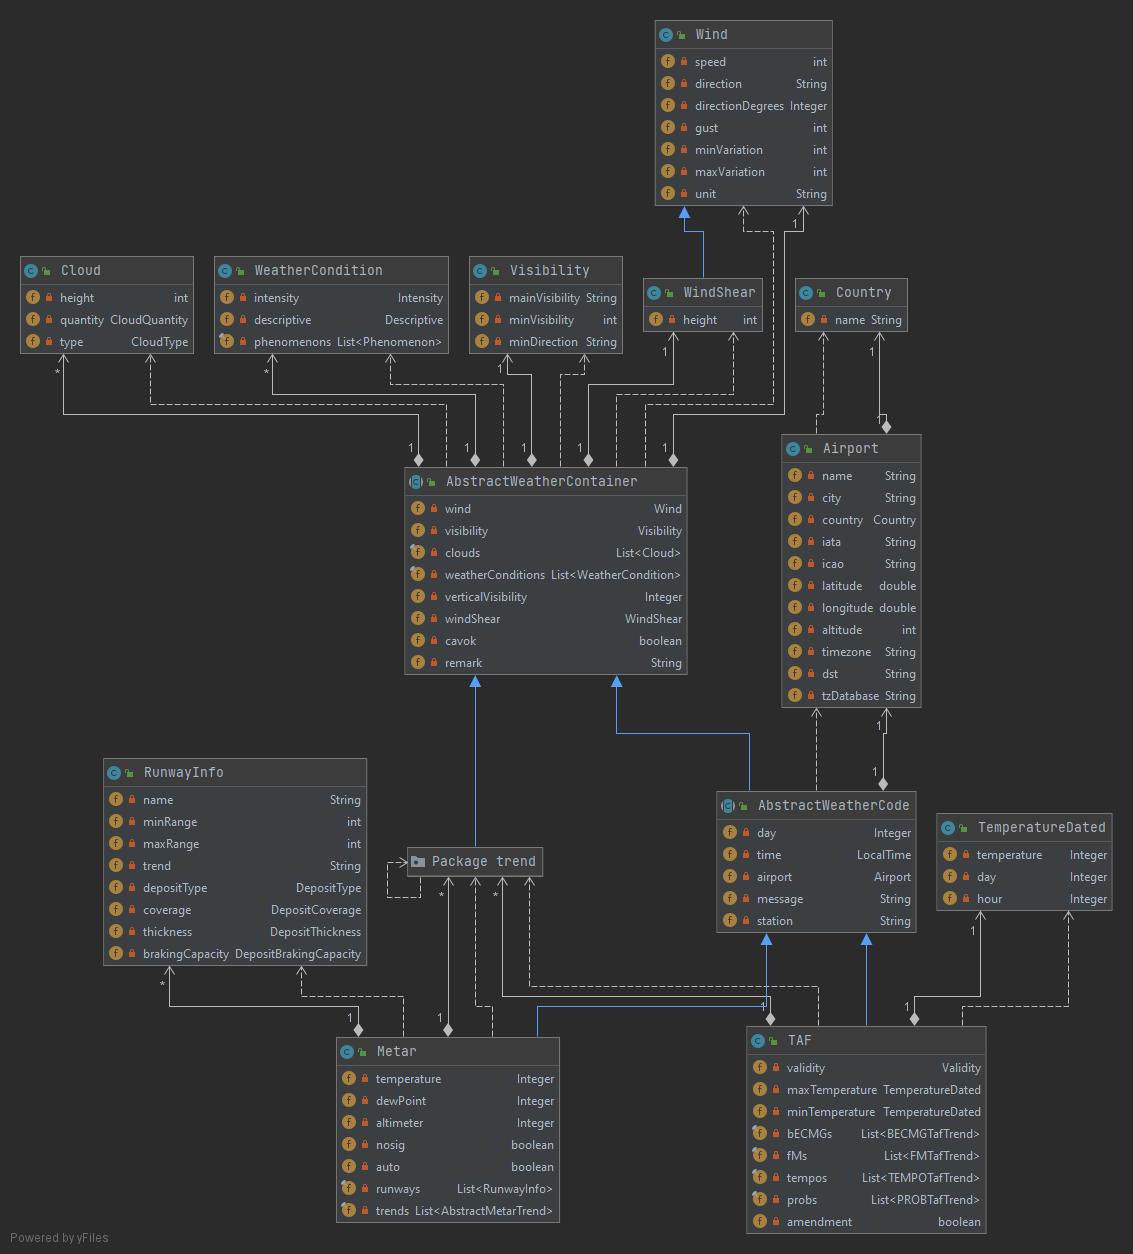 Wind
speed int
direction String
directionDegrees Integer
gust int
minVariation int
maxVariation int
unit String
1
Cloud
height int
quantity CloudQuantity
type CloudType
*
WeatherCondition
intensity Intensity
descriptive Descriptive
phenomenons List<Phenomenon>
*
Visibility
mainVisibility String
minVisibility int
minDirection String
1
WindShear
height int
1
Country
name String
1
1
1
1
1
1
1
AbstractWeatherContainer
wind Wind
visibility Visibility
clouds List<Cloud>
weatherConditions List<WeatherCondition>
verticalVisibility Integer
windShear WindShear
cavok boolean
remark String
Airport
name String
city String
country Country
iata String
icao String
latitude double
longitude double
altitude int
timezone String
dst String
tzDatabase String
1
1
RunwayInfo
name String
minRange int
maxRange int
trend String
depositType DepositType
coverage DepositCoverage
thickness DepositThickness
brakingCapacity DepositBrakingCapacity
*
Package trend
*
*
AbstractWeatherCode
day Integer
time LocalTime
airport Airport
message String
station String
TemperatureDated
temperature Integer
day Integer
hour Integer
1
1
1
1
1
Metar
temperature Integer
dewPoint Integer
altimeter Integer
nosig boolean
auto boolean
runways List<RunwayInfo>
trends List<AbstractMetarTrend>
TAF
validity Validity
maxTemperature TemperatureDated
minTemperature TemperatureDated
bECMGs List<BECMGTafTrend>
fMs List<FMTafTrend>
tempos List<TEMPOTafTrend>
probs List<PROBTafTrend>
amendment boolean
Powered by yFiles